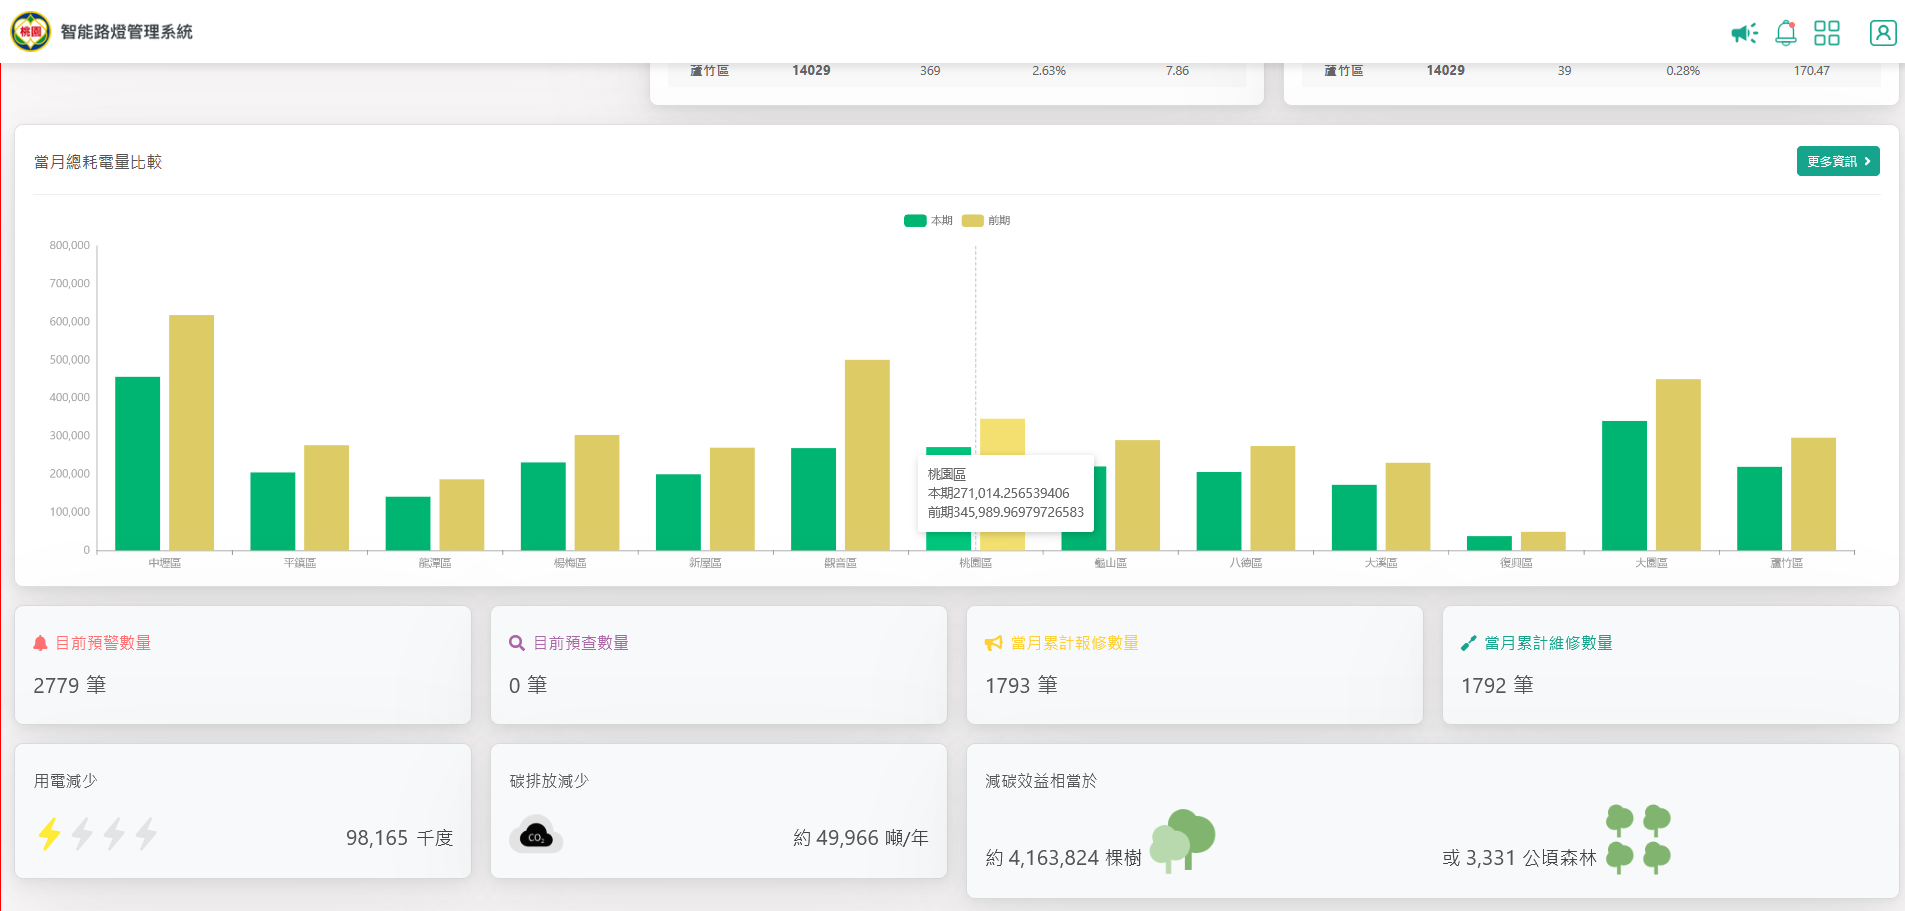 桃園
智能路燈管理系統
蘆竹區 14029 369 2.63% 7.86
蘆竹區 14029 39 0.28% 170.47
當月總耗電量比較
更多資訊
本期 前期
800,000
700,000
600,000
500,000
400,000
300,000
200,000
100,000
0
桃園區
本期271,014.256539406
前期345,989.96979726583
中壢區 平鎮區 龍潭區 楊梅區 新屋區 觀音區 桃園區 龜山區 八德區 大溪區 復興區 大園區 蘆竹區
目前預警數量
2779 筆
目前預查數量
0 筆
當月累計報修數量
1793 筆
當月累計維修數量
1792 筆
用電減少
98,165 千度
碳排放減少
CO₂
約 49,966 噸/年
減碳效益相當於
約 4,163,824 棵樹
或 3,331 公頃森林